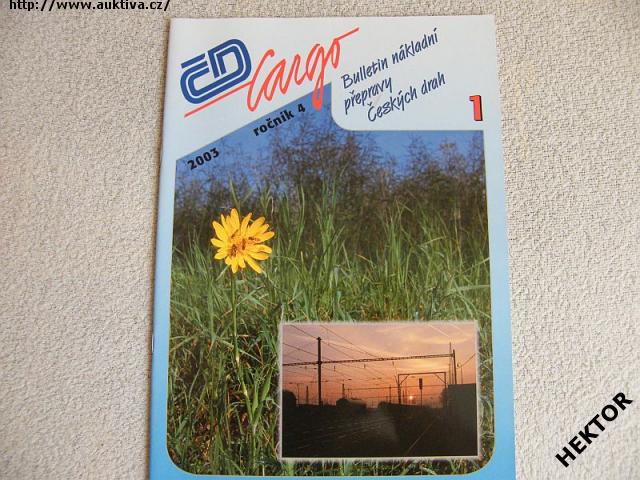 http://www.auktiva.cz/
ČD Cargo
Bulletin nákladní
přepravy
Českých drah
1
2003 ročník 4
HEKTOR